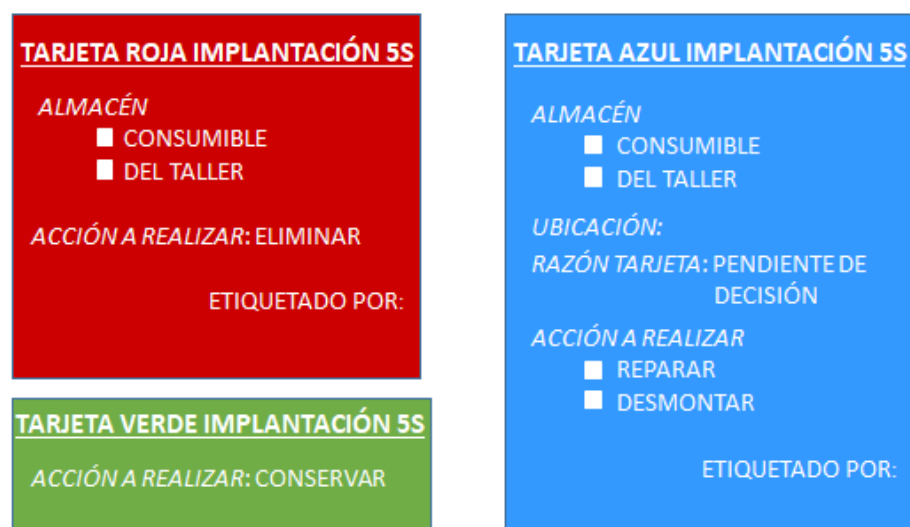 TARJETA ROJA IMPLANTACIÓN 5S
ALMACÉN
CONSUMIBLE
DEL TALLER
ACCIÓN A REALIZAR: ELIMINAR
ETIQUETADO POR:
TARJETA VERDE IMPLANTACIÓN 5S
ACCIÓN A REALIZAR: CONSERVAR
TARJETA AZUL IMPLANTACIÓN 5S
ALMACÉN
CONSUMIBLE
DEL TALLER
UBICACIÓN:
RAZÓN TARJETA: PENDIENTE DE
DECISIÓN
ACCIÓN A REALIZAR
REPARAR
DESMONTAR
ETIQUETADO POR: